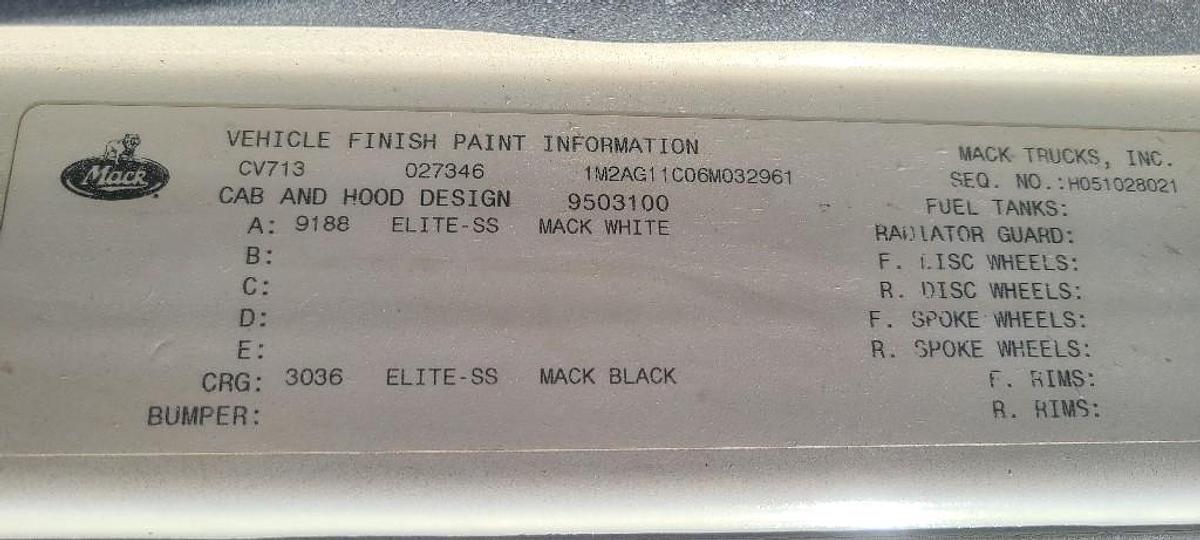 Mack
VEHICLE FINISH PAINT INFORMATION
CV713 027346 1M2AG11C06M032961
CAB AND HOOD DESIGN 9503100
A: 9188 ELITE-SS MACK WHITE
B:
C:
D:
E:
CRG: 3036 ELITE-SS MACK BLACK
BUMPER:
MACK TRUCKS, INC.
SEQ. NO.:H051028021
FUEL TANKS:
RADIATOR GUARD:
F. DISC WHEELS:
R. DISC WHEELS:
F. SPOKE WHEELS:
R. SPOKE WHEELS:
F. RIMS:
R. RIMS: